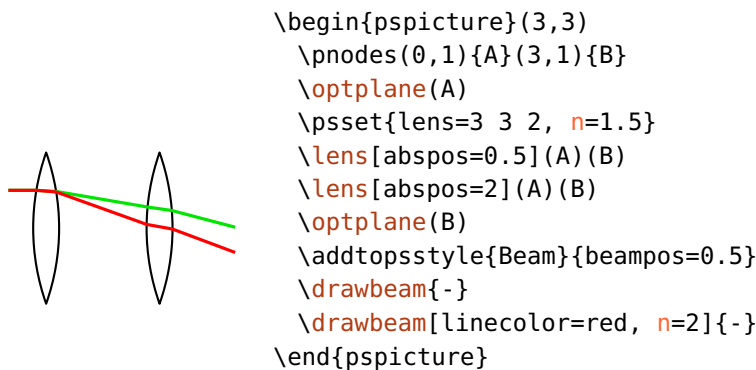 \begin{pspicture}(3,3)
\pnodes(0,1){A}(3,1){B}
\optplane(A)
\psset{lens=3 3 2, n=1.5}
\lens[abspos=0.5](A)(B)
\lens[abspos=2](A)(B)
\optplane(B)
\addtopsstyle{Beam}{beampos=0.5}
\drawbeam{-}
\drawbeam[linecolor=red, n=2]{-}
\end{pspicture}